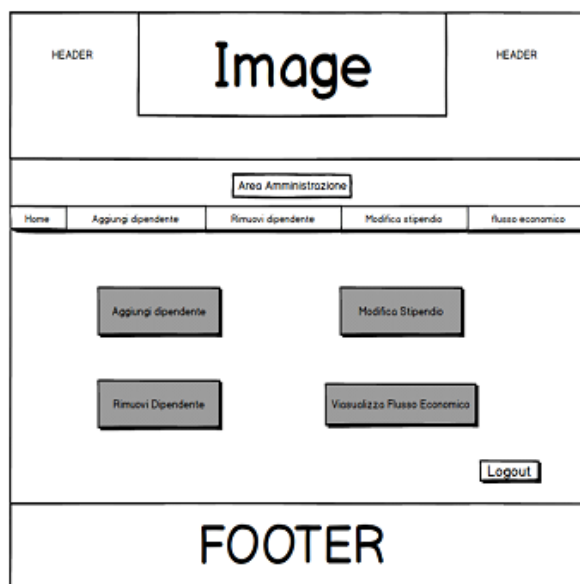 HEADER
Image
HEADER
Area Amministrazione
Home
Aggiungi dipendente
Rimuovi dipendente
Modifica stipendio
flusso economico
Aggiungi dipendente
Modifica Stipendio
Rimuovi Dipendente
Viasualizza Flusso Economico
Logout
FOOTER